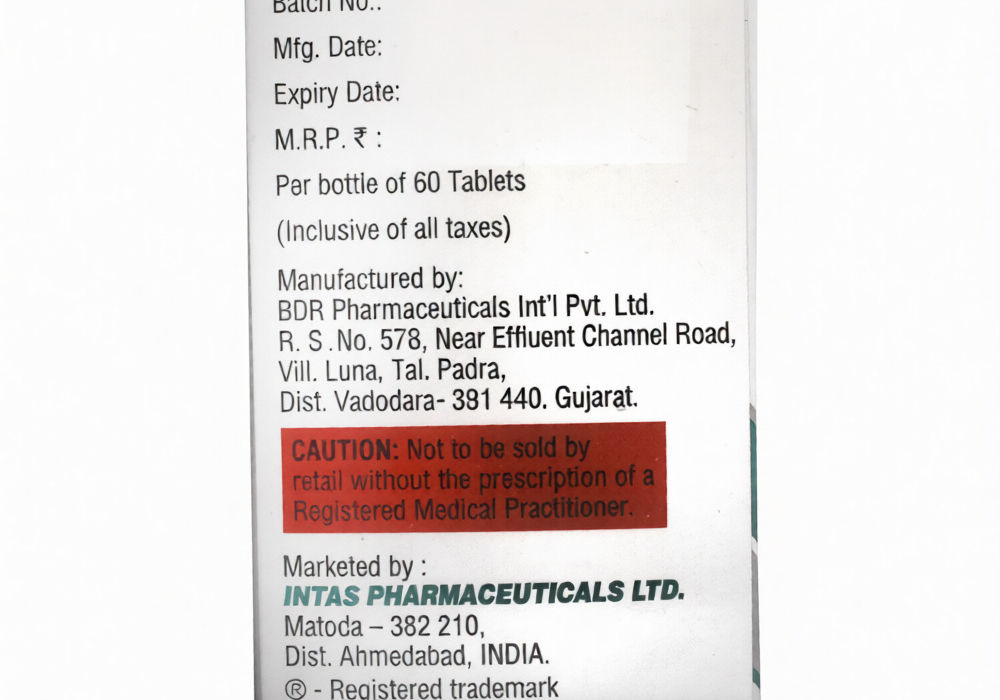 Batch No.:
Mfg. Date:
Expiry Date:
M.R.P. ₹ :
Per bottle of 60 Tablets
(Inclusive of all taxes)
Manufactured by:
BDR Pharmaceuticals Int'l Pvt. Ltd.
R. S .No. 578, Near Effluent Channel Road,
Vill. Luna, Tal. Padra,
Dist. Vadodara- 391 440. Gujarat.
CAUTION: Not to be sold by
retail without the prescription of a
Registered Medical Practitioner.
Marketed by :
INTAS PHARMACEUTICALS LTD.
Matoda – 382 210,
Dist. Ahmedabad, INDIA.
® - Registered trademark